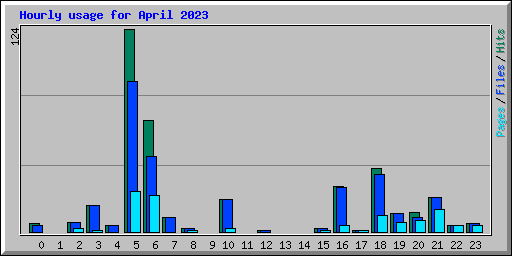 Hourly usage for April 2023
124
Pages / Files / Hits
0 1 2 3 4 5 6 7 8 9 10 11 12 13 14 15 16 17 18 19 20 21 22 23